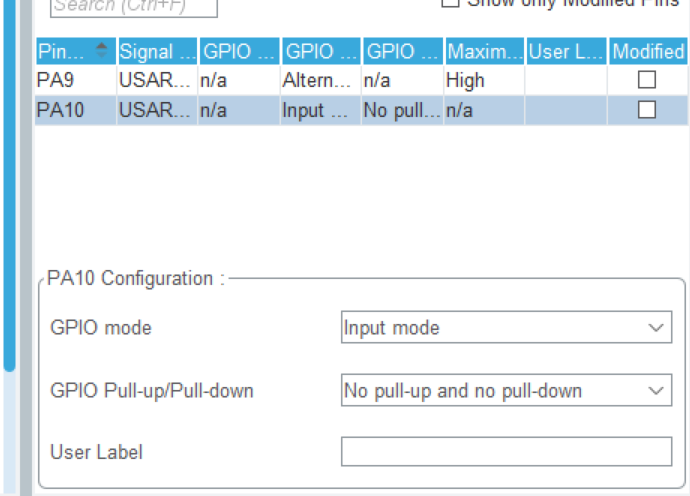 Search (Ctrl+F)
Show only Modified Pins
Pin... Signal ... GPIO ... GPIO ... GPIO ... Maxim... User L... Modified
PA9 USAR... n/a Altern... n/a High
PA10 USAR... n/a Input ... No pull... n/a
PA10 Configuration :
GPIO mode Input mode
GPIO Pull-up/Pull-down No pull-up and no pull-down
User Label